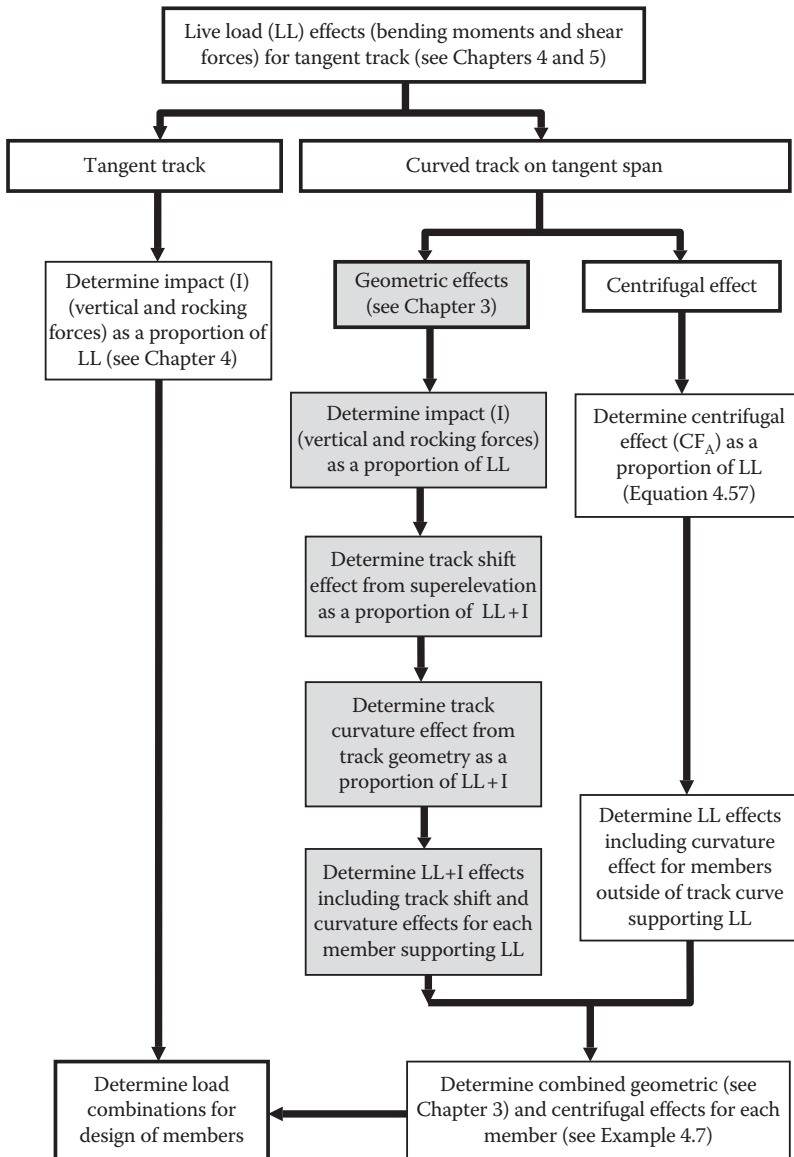 Live load (LL) effects (bending moments and shear
forces) for tangent track (see Chapters 4 and 5)
Tangent track
Curved track on tangent span
Determine impact (I)
(vertical and rocking
forces) as a proportion of
LL (see Chapter 4)
Geometric effects
(see Chapter 3)
Centrifugal effect
Determine impact (I)
(vertical and rocking forces)
as a proportion of LL
Determine centrifugal
effect (CF_A) as a
proportion of LL
(Equation 4.57)
Determine track shift
effect from superelevation
as a proportion of LL+I
Determine track
curvature effect from
track geometry as a
proportion of LL+I
Determine LL+I effects
including track shift and
curvature effects for each
member supporting LL
Determine LL effects
including curvature
effect for members
outside of track curve
supporting LL
Determine load
combinations for
design of members
Determine combined geometric (see
Chapter 3) and centrifugal effects for each
member (see Example 4.7)